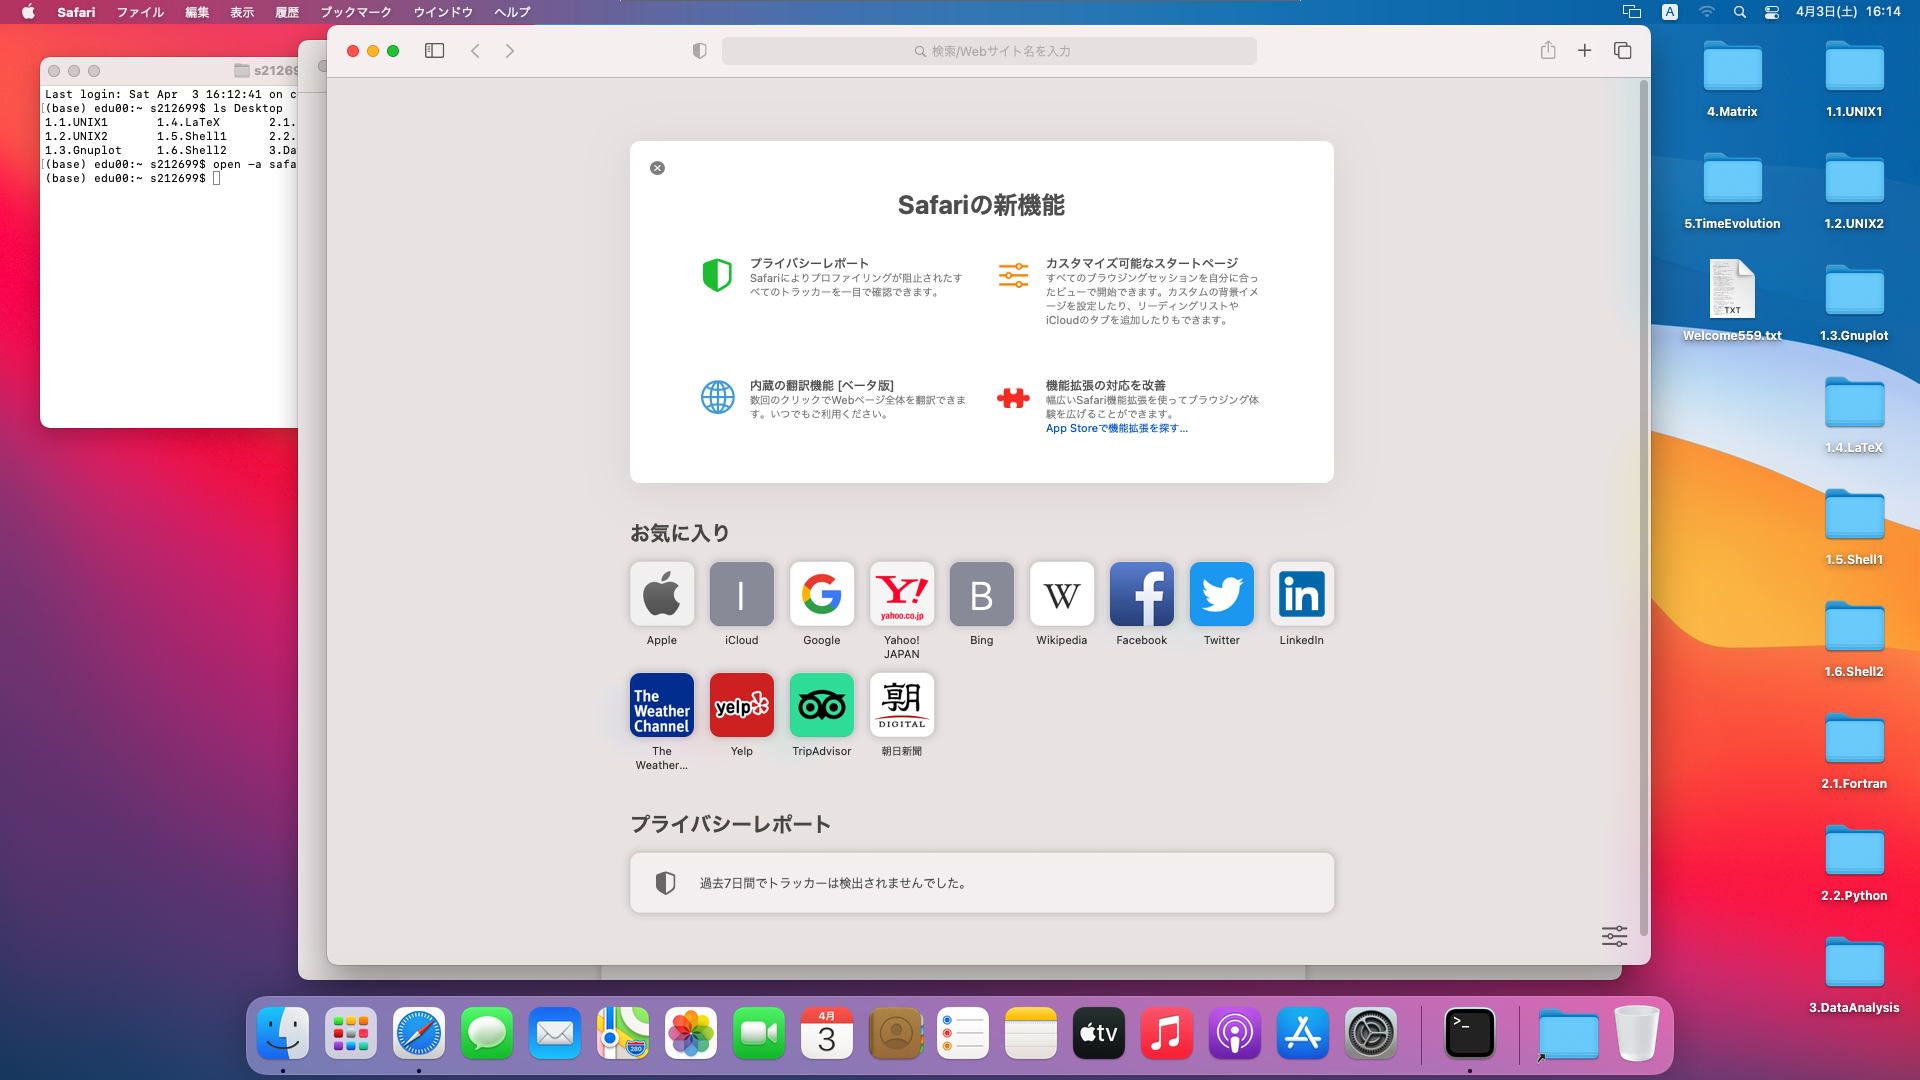 Safari ファイル 編集 表示 履歴 ブックマーク ウインドウ ヘルプ
A 4月3日(土) 16:14
s21269
Last login: Sat Apr  3 16:12:41 on c
(base) edu00:~ s212699$ ls Desktop
1.1.UNIX1 1.4.LaTeX 2.1.
1.2.UNIX2 1.5.Shell1 2.2.
1.3.Gnuplot 1.6.Shell2 3.Da
(base) edu00:~ s212699$ open -a safa
(base) edu00:~ s212699$
検索/Webサイト名を入力
Safariの新機能
プライバシーレポート
Safariによりプロファイリングが阻止されたす
べてのトラッカーを一目で確認できます。
カスタマイズ可能なスタートページ
すべてのブラウジングセッションを自分に合っ
たビューで開始できます。カスタムの背景イメ
ージを設定したり、リーディングリストや
iCloudのタブを追加したりもできます。
内蔵の翻訳機能 [ベータ版]
数回のクリックでWebページ全体を翻訳できま
す。いつでもご利用ください。
機能拡張の対応を改善
幅広いSafari機能拡張を使ってブラウジング体
験を広げることができます。
App Storeで機能拡張を探す...
お気に入り
I
Y!
yahoo.co.jp
B
W
f
in
Apple
iCloud
Google
Yahoo!
JAPAN
Bing
Wikipedia
Facebook
Twitter
LinkedIn
The
Weather
Channel
yelp
朝
DIGITAL
The
Weather...
Yelp
TripAdvisor
朝日新聞
プライバシーレポート
過去7日間でトラッカーは検出されませんでした。
4.Matrix
1.1.UNIX1
5.TimeEvolution
1.2.UNIX2
TXT
Welcome559.txt
1.3.Gnuplot
1.4.LaTeX
1.5.Shell1
1.6.Shell2
2.1.Fortran
2.2.Python
3.DataAnalysis
280
4月
3
tv
>_